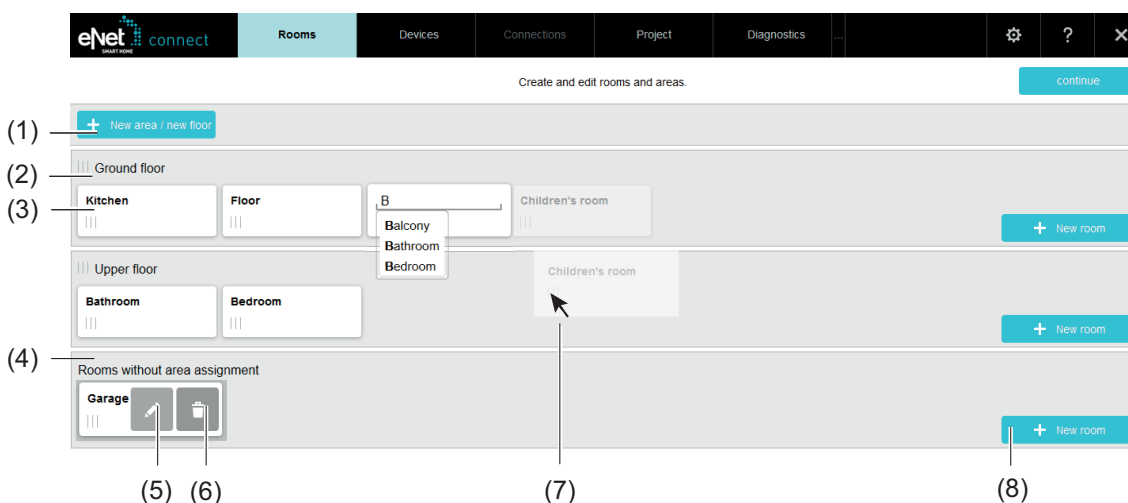 eNet connect
SMART HOME
Rooms
Devices
Connections
Project
Diagnostics
...
?
Create and edit rooms and areas.
continue
(1)
+ New area / new floor
(2)
Ground floor
(3)
Kitchen
Floor
B
Children's room
Balcony
Bathroom
Bedroom
+ New room
Upper floor
Children's room
Bathroom
Bedroom
+ New room
(4)
Rooms without area assignment
Garage
+ New room
(5)
(6)
(7)
(8)